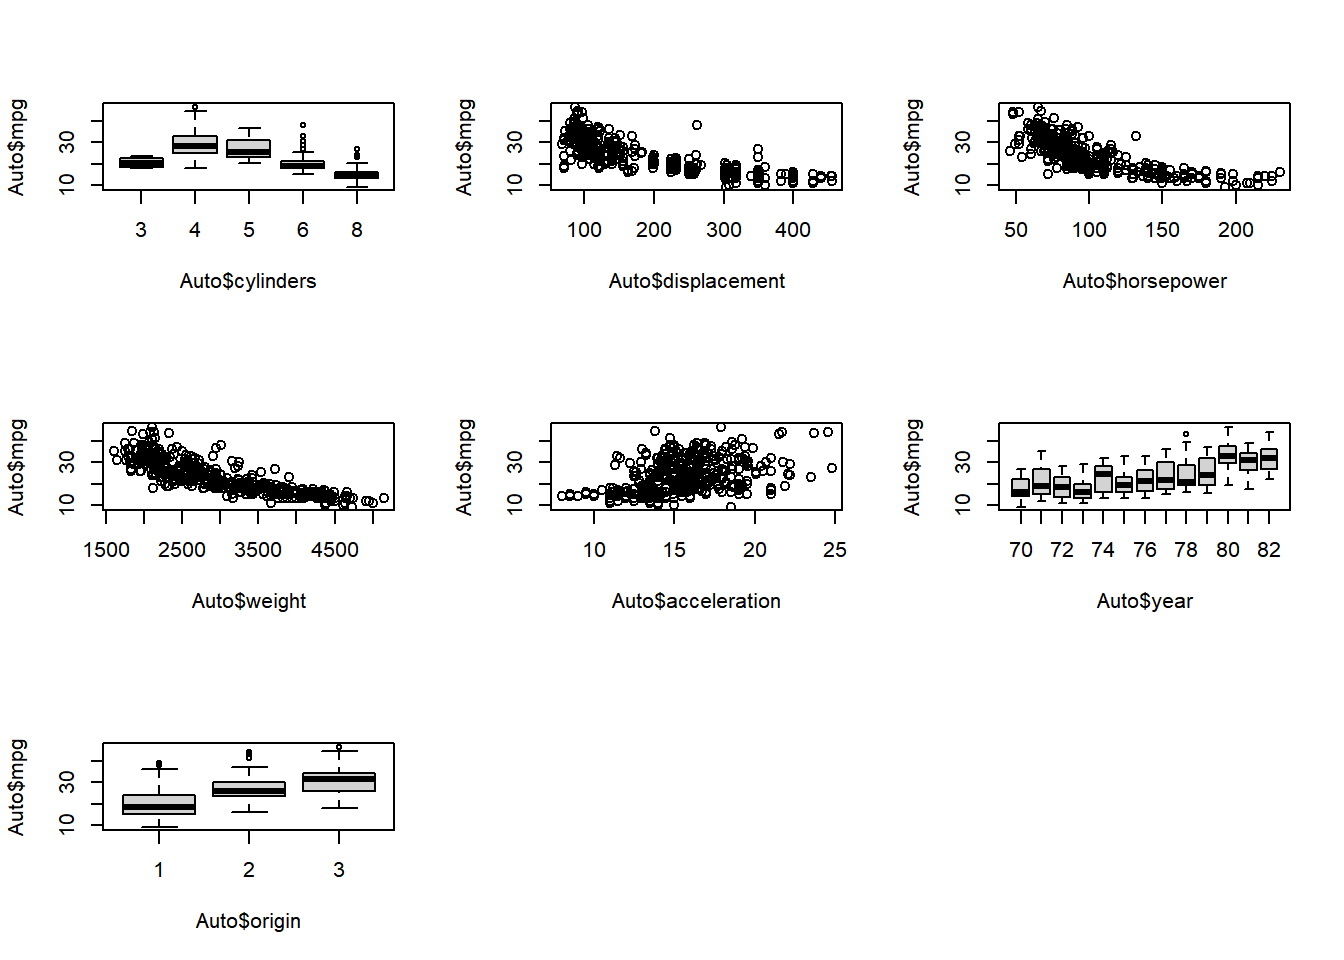 Auto$mpg
10 30
3 4 5 6 8
Auto$cylinders
Auto$mpg
10 30
100 200 300 400
Auto$displacement
Auto$mpg
10 30
50 100 150 200
Auto$horsepower
Auto$mpg
10 30
1500 2500 3500 4500
Auto$weight
Auto$mpg
10 30
10 15 20 25
Auto$acceleration
Auto$mpg
10 30
70 72 74 76 78 80 82
Auto$year
Auto$mpg
10 30
1 2 3
Auto$origin